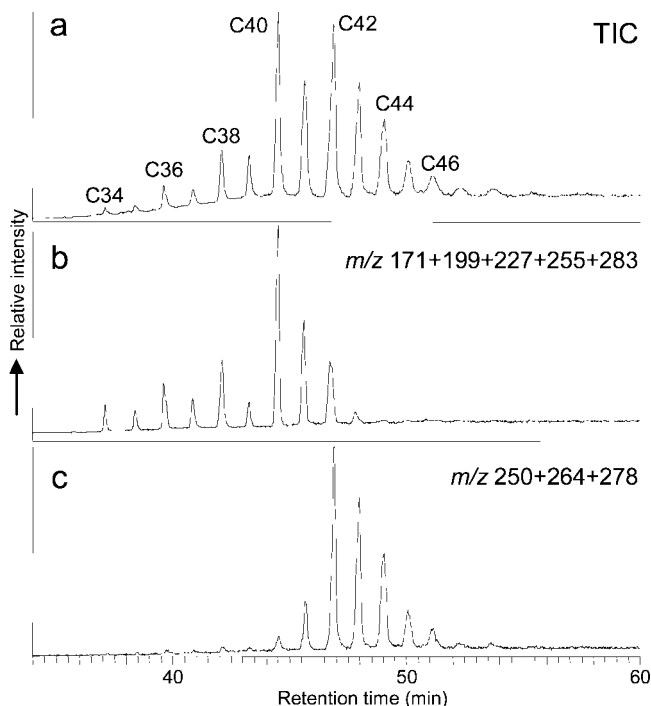 a
TIC
C34
C36
C38
C40
C42
C44
C46
Relative intensity
b
m/z 171+199+227+255+283
c
m/z 250+264+278
40 50 60
Retention time (min)